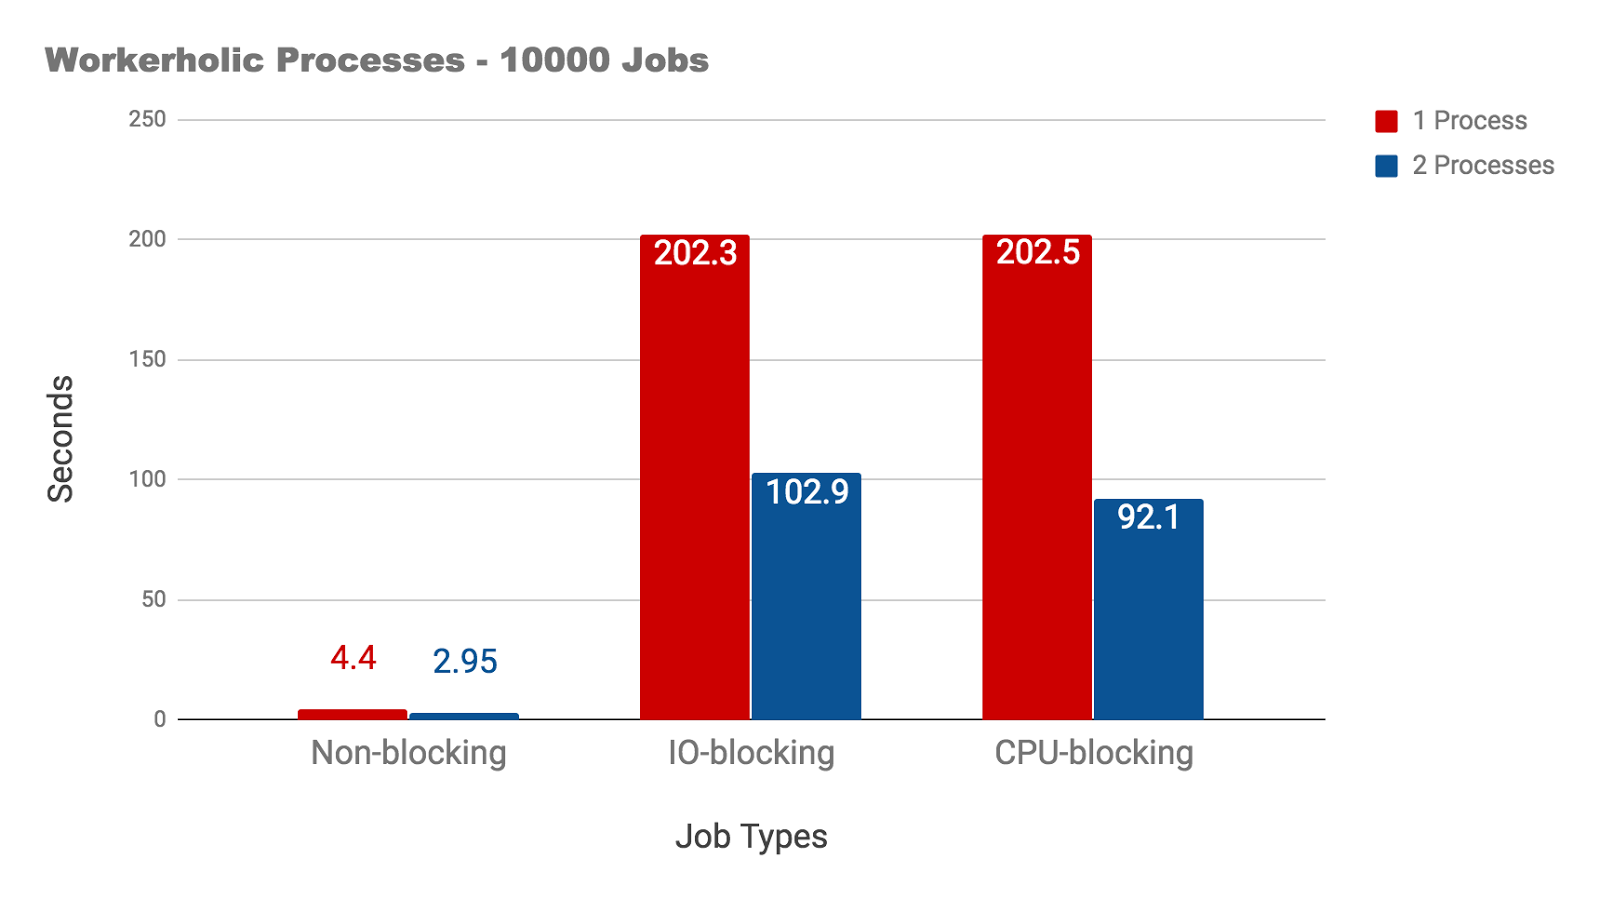 Workerholic Processes - 10000 Jobs
1 Process
2 Processes
250
200
150
100
50
0
Seconds
4.4
2.95
202.3
102.9
202.5
92.1
Non-blocking
IO-blocking
CPU-blocking
Job Types